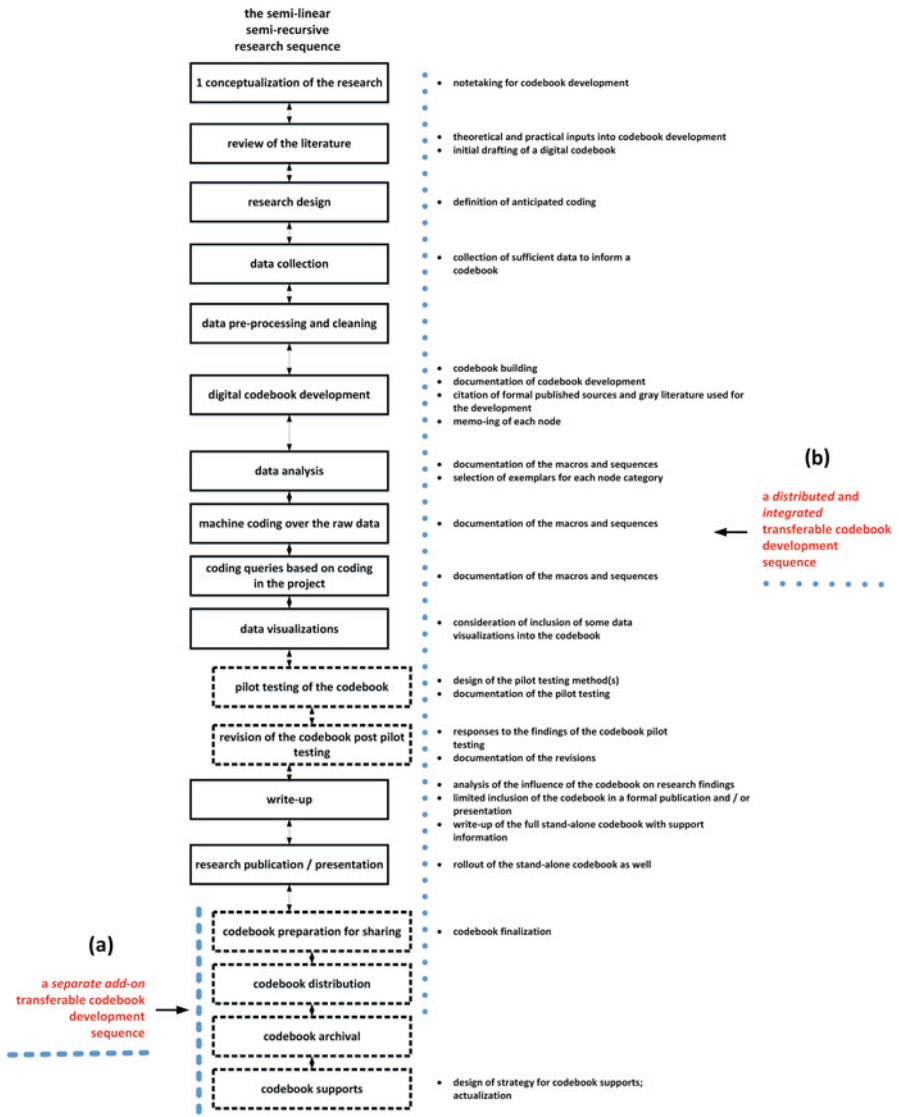 the semi-linear
semi-recursive
research sequence
1 conceptualization of the research
• notetaking for codebook development
review of the literature
• theoretical and practical inputs into codebook development
• initial drafting of a digital codebook
research design
• definition of anticipated coding
data collection
• collection of sufficient data to inform a
codebook
data pre-processing and cleaning
digital codebook development
• codebook building
• documentation of codebook development
• citation of formal published sources and gray literature used for
the development
• memo-ing of each node
data analysis
• documentation of the macros and sequences
• selection of exemplars for each node category
machine coding over the raw data
• documentation of the macros and sequences
coding queries based on coding
in the project
• documentation of the macros and sequences
data visualizations
• consideration of inclusion of some data
visualizations into the codebook
(b)
a distributed and
integrated
transferable codebook
development
sequence
pilot testing of the codebook
• design of the pilot testing method(s)
• documentation of the pilot testing
revision of the codebook post pilot
testing
• responses to the findings of the codebook pilot
testing
• documentation of the revisions
write-up
• analysis of the influence of the codebook on research findings
• limited inclusion of the codebook in a formal publication and / or
presentation
• write-up of the full stand-alone codebook with support
information
research publication / presentation
• rollout of the stand-alone codebook as well
codebook preparation for sharing
• codebook finalization
(a)
a separate add-on
transferable codebook
development
sequence
codebook distribution
codebook archival
codebook supports
• design of strategy for codebook supports;
actualization